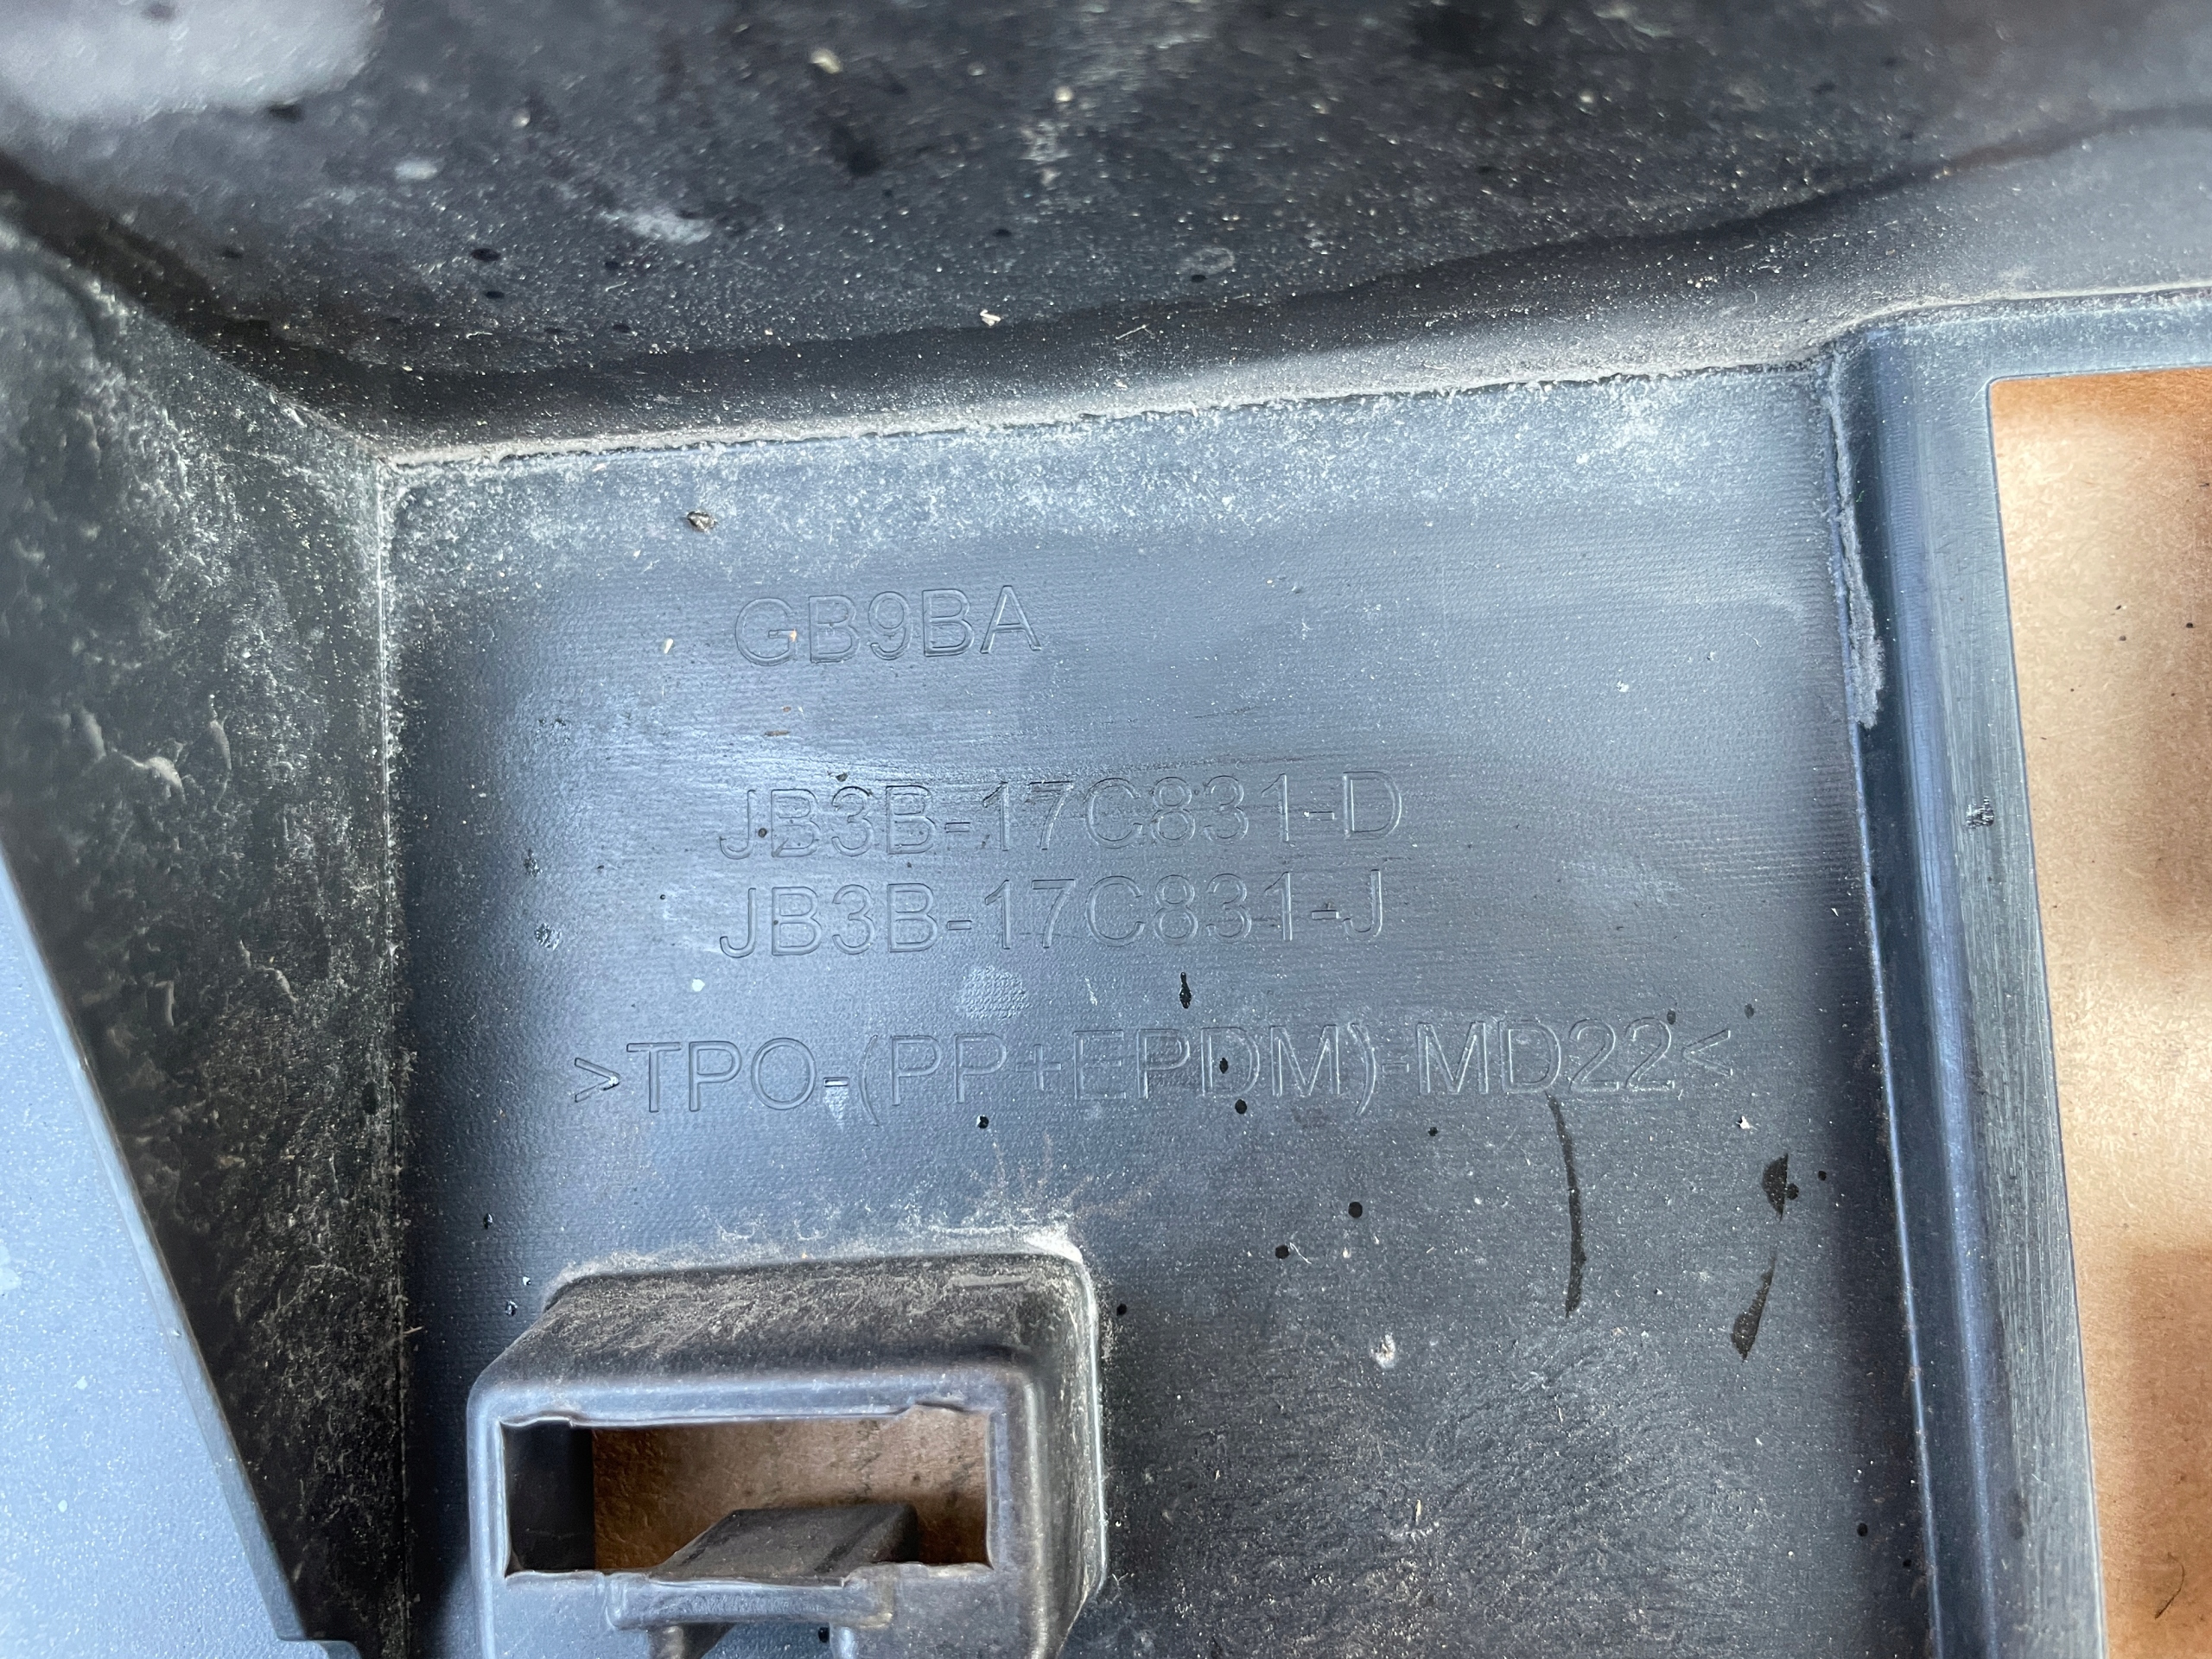 GB9BA
JB3B-17C831-D
JB3B-17C831-J
>TPO-(PP+EPDM)-MD22<